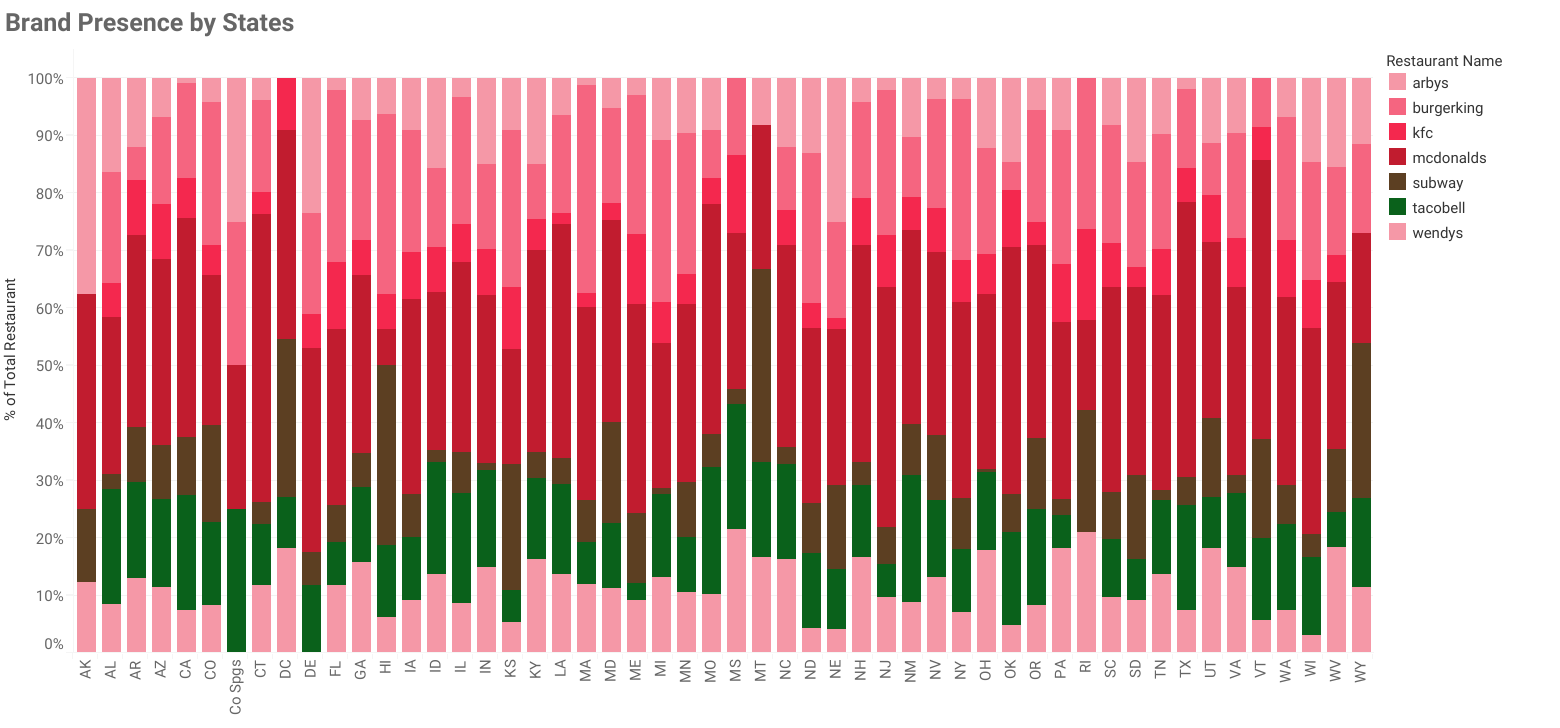 Brand Presence by States
Restaurant Name
arbys
burgerking
kfc
mcdonalds
subway
tacobell
wendys
% of Total Restaurant
100%
90%
80%
70%
60%
50%
40%
30%
20%
10%
0%
AK AL AR AZ CA CO Co Spgs CT DC DE FL GA HI IA ID IL IN KS KY LA MA MD ME MI MN MO MS MT NC ND NE NH NJ NM NV NY OH OK OR PA RI SC SD TN TX UT VA VT WA WI WV WY